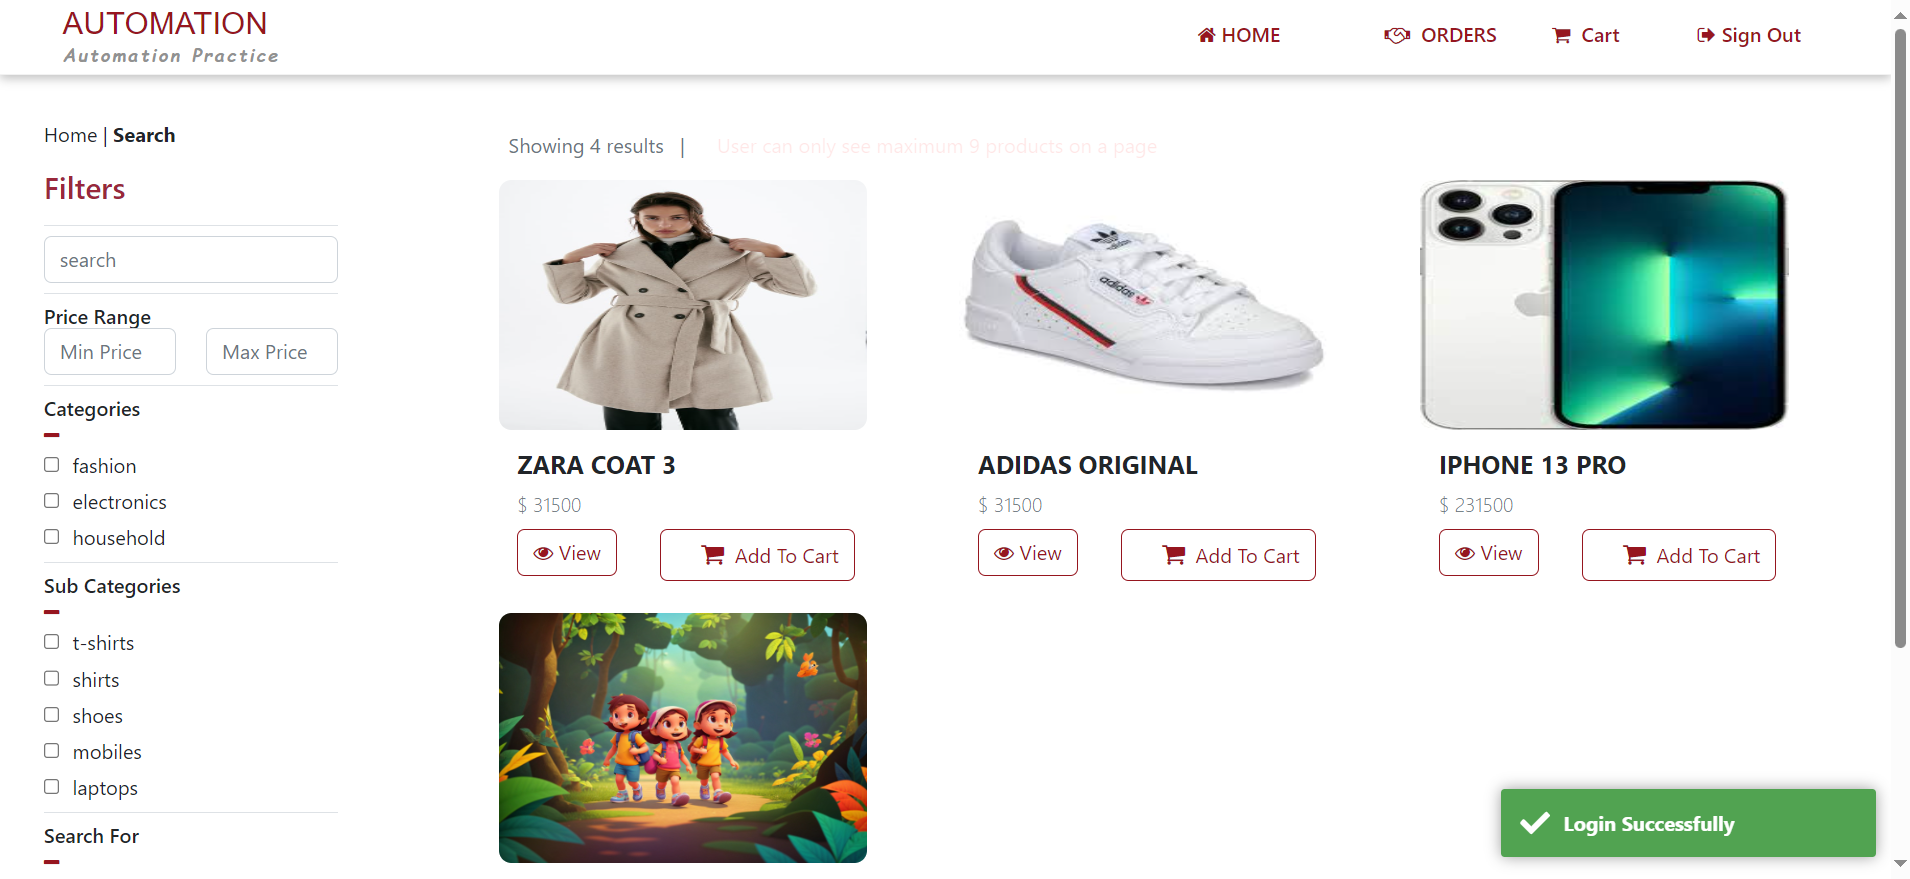 AUTOMATION
Automation Practice
HOME
ORDERS
Cart
Sign Out
Home | Search
Filters
search
Price Range
Min Price
Max Price
Categories
fashion
electronics
household
Sub Categories
t-shirts
shirts
shoes
mobiles
laptops
Search For
Showing 4 results |
User can only see maximum 9 products on a page
adidas
adidas
ZARA COAT 3
$ 31500
View
Add To Cart
ADIDAS ORIGINAL
$ 31500
View
Add To Cart
IPHONE 13 PRO
$ 231500
View
Add To Cart
Login Successfully